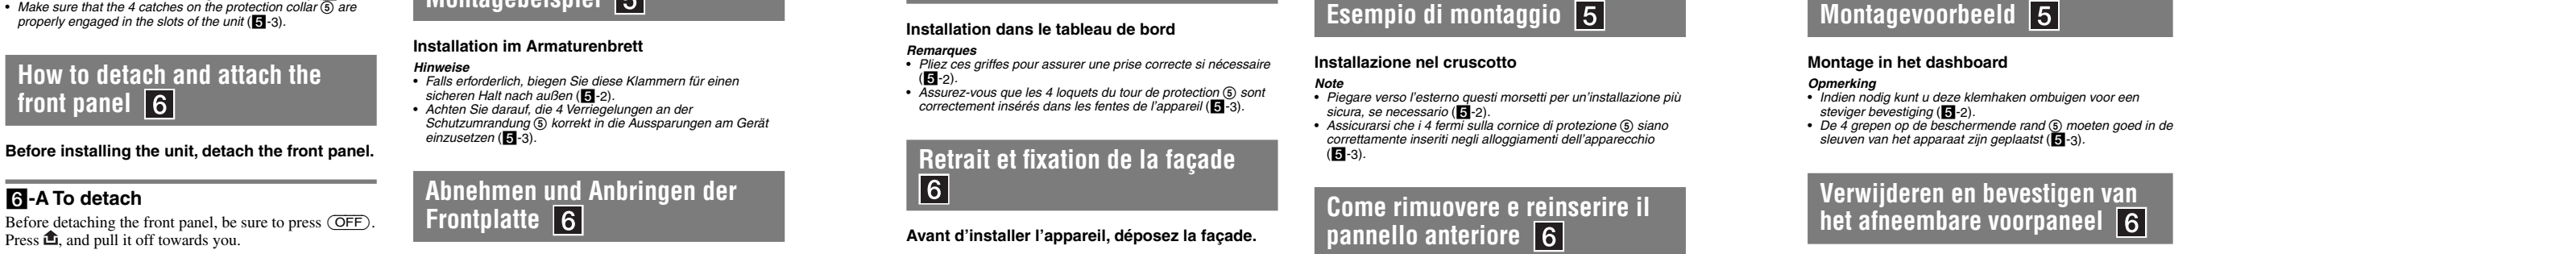 • Make sure that the 4 catches on the protection collar ⑤ are
properly engaged in the slots of the unit (5-3).
How to detach and attach the
front panel 6
Before installing the unit, detach the front panel.
6-A To detach
Before detaching the front panel, be sure to press OFF.
Press , and pull it off towards you.
Montagebeispiel 5
Installation im Armaturenbrett
Hinweise
• Falls erforderlich, biegen Sie diese Klammern für einen
sicheren Halt nach außen (5-2).
• Achten Sie darauf, die 4 Verriegelungen an der
Schutzumrandung ⑤ korrekt in die Aussparungen am Gerät
einzusetzen (5-3).
Abnehmen und Anbringen der
Frontplatte 6
Installation dans le tableau de bord
Remarques
• Pliez ces griffes pour assurer une prise correcte si nécessaire
(5-2).
• Assurez-vous que les 4 loquets du tour de protection ⑤ sont
correctement insérés dans les fentes de l'appareil (5-3).
Retrait et fixation de la façade
6
Avant d'installer l'appareil, déposez la façade.
Esempio di montaggio 5
Installazione nel cruscotto
Note
• Piegare verso l'esterno questi morsetti per un'installazione più
sicura, se necessario (5-2).
• Assicurarsi che i 4 fermi sulla cornice di protezione ⑤ siano
correttamente inseriti negli alloggiamenti dell'apparecchio
(5-3).
Come rimuovere e reinserire il
pannello anteriore 6
Montagevoorbeeld 5
Montage in het dashboard
Opmerking
• Indien nodig kunt u deze klemhaken ombuigen voor een
steviger bevestiging (5-2).
• De 4 grepen op de beschermende rand ⑤ moeten goed in de
sleuven van het apparaat zijn geplaatst (5-3).
Verwijderen en bevestigen van
het afneembare voorpaneel 6